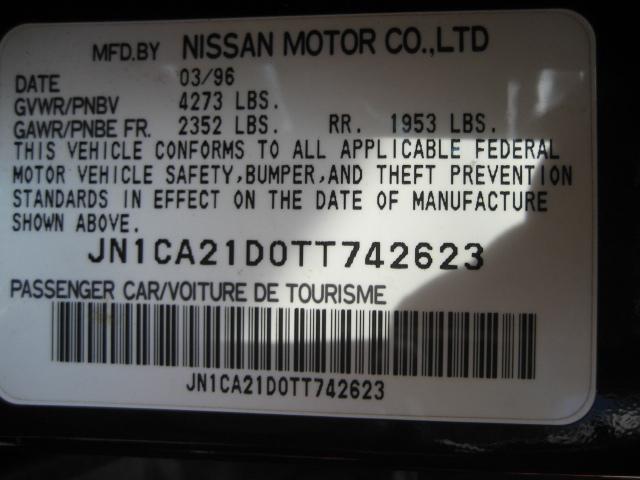 MFD.BY NISSAN MOTOR CO.,LTD
DATE 03/96
GVWR/PNBV 4273 LBS.
GAWR/PNBE FR. 2352 LBS. RR. 1953 LBS.
THIS VEHICLE CONFORMS TO ALL APPLICABLE FEDERAL
MOTOR VEHICLE SAFETY,BUMPER,AND THEFT PREVENTION
STANDARDS IN EFFECT ON THE DATE OF MANUFACTURE
SHOWN ABOVE.
JN1CA21D0TT742623
PASSENGER CAR/VOITURE DE TOURISME
JN1CA21D0TT742623